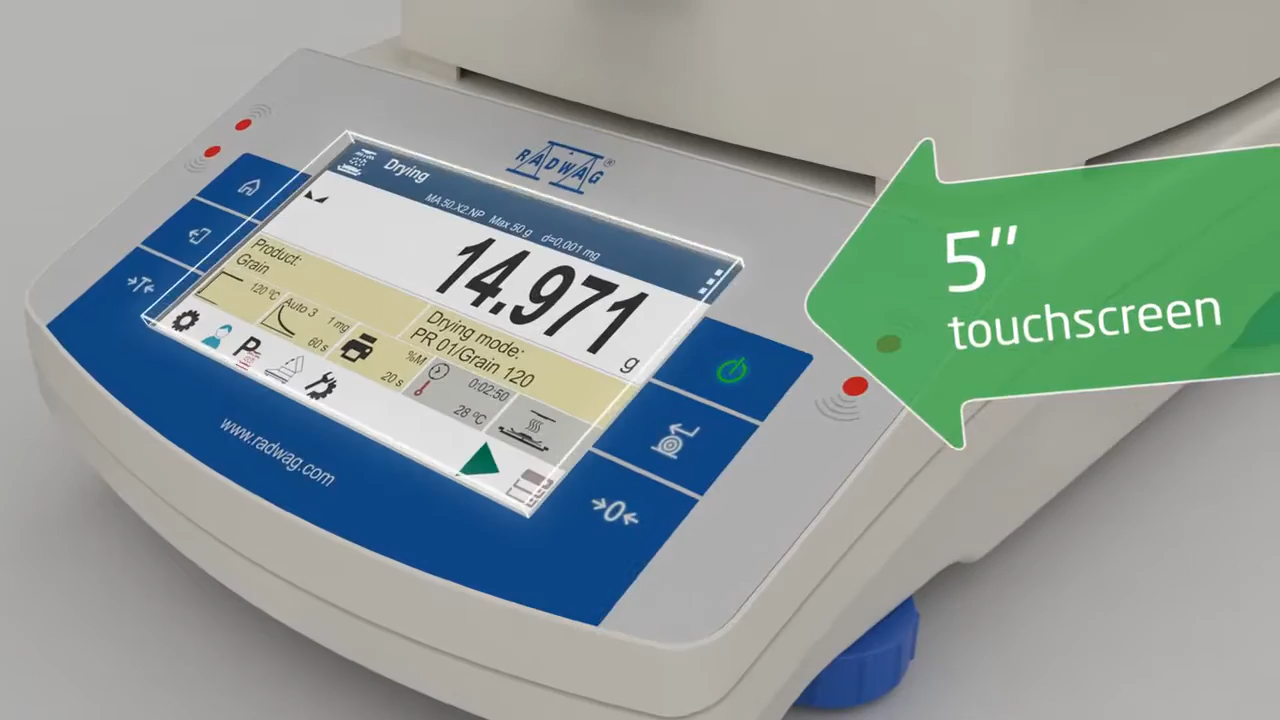 RADWAG®
Drying
MA 50.X2.NP Max 50 g d=0,001 mg
14.971
g
Product:
Grain
Drying mode:
PR 01/Grain 120
120 ºC
Auto 3 1 mg
60 s
%M
20 s
0:02:50
28 ºC
P
→T←
→0←
www.radwag.com
5″
touchscreen